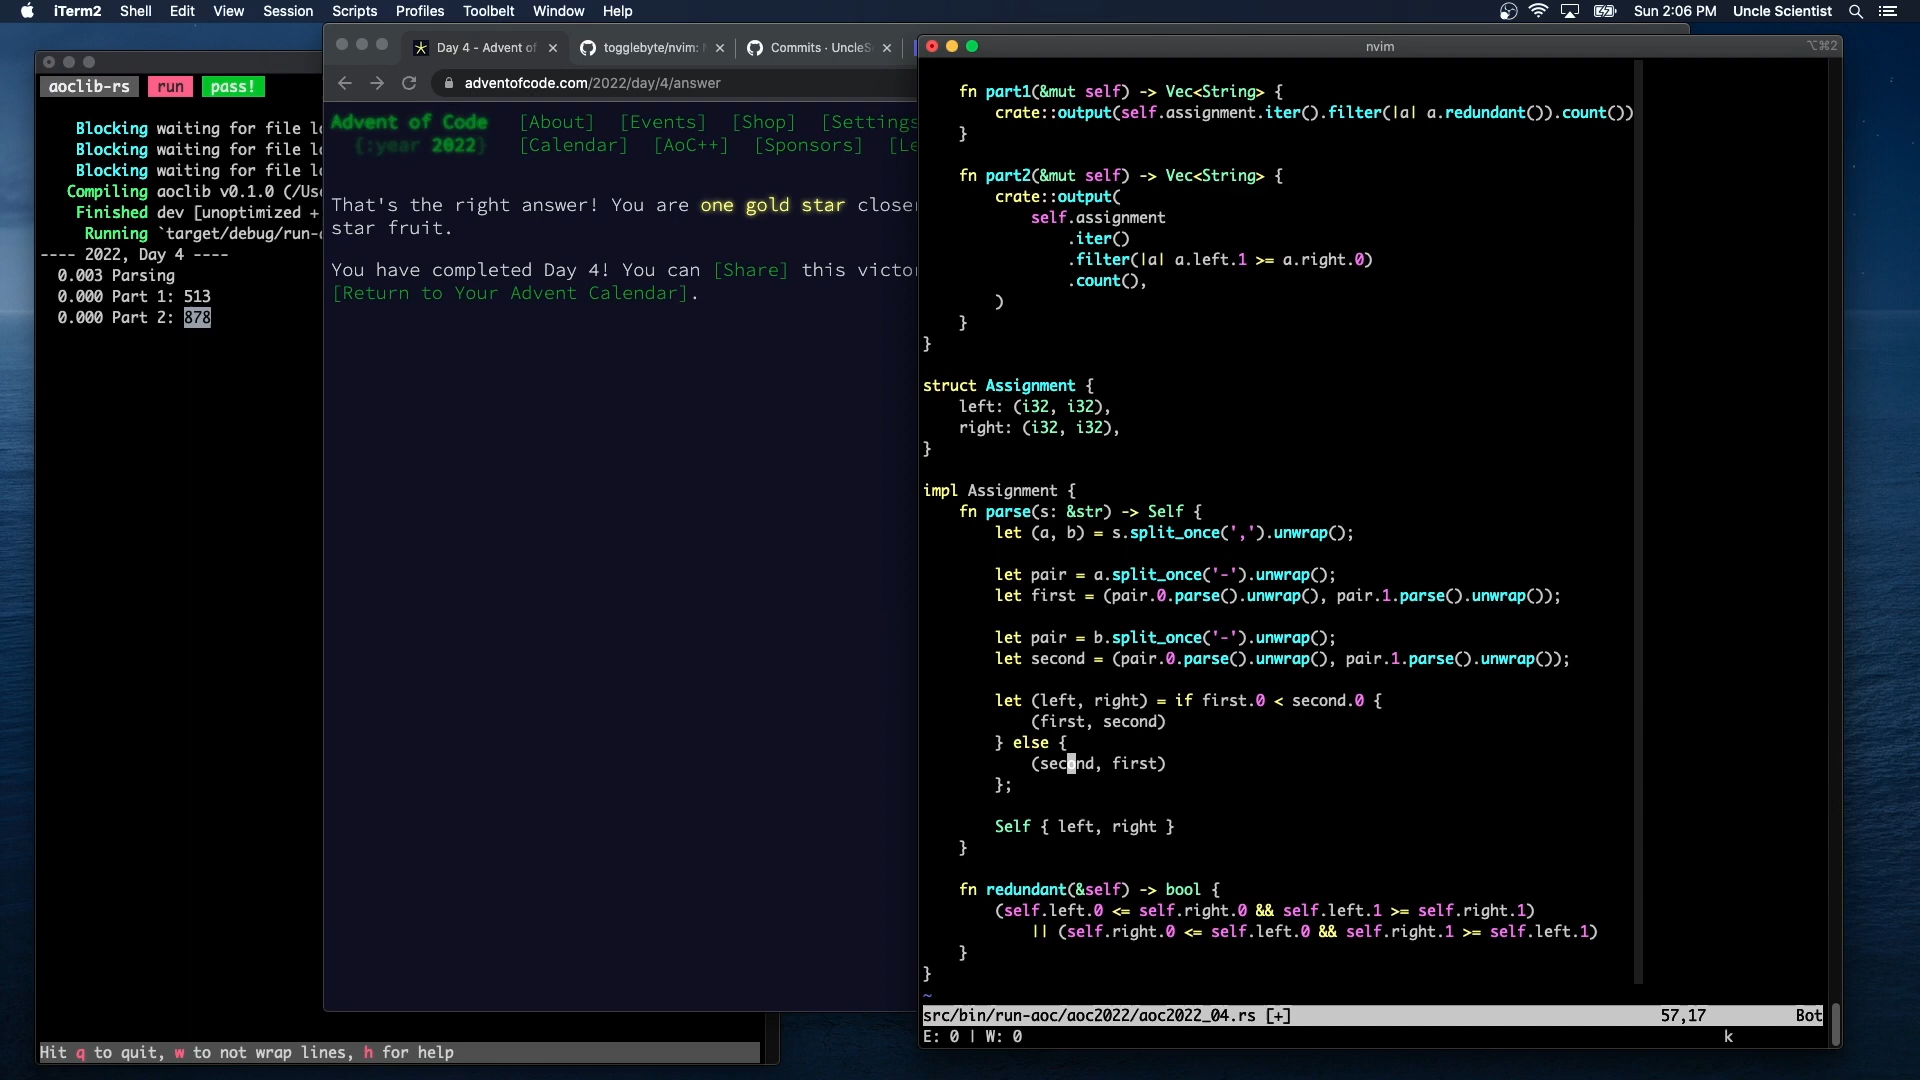 iTerm2 Shell Edit View Session Scripts Profiles Toolbelt Window Help Sun 2:06 PM Uncle Scientist
aoclib-rs run pass!
Blocking waiting for file lo
Blocking waiting for file lo
Blocking waiting for file lo
Compiling aoclib v0.1.0 (/Use
Finished dev [unoptimized +
Running `target/debug/run-a
---- 2022, Day 4 ----
0.003 Parsing
0.000 Part 1: 513
0.000 Part 2: 878
Hit q to quit, w to not wrap lines, h for help
Day 4 - Advent of togglebyte/nvim: Commits · UncleS
adventofcode.com/2022/day/4/answer
Advent of Code [About] [Events] [Shop] [Settings
{:year 2022} [Calendar] [AoC++] [Sponsors] [Le
That's the right answer! You are one gold star closer
star fruit.
You have completed Day 4! You can [Share] this victor
[Return to Your Advent Calendar].
nvim ⌥⌘2
fn part1(&mut self) -> Vec<String> {
crate::output(self.assignment.iter().filter(|a| a.redundant()).count())
}
fn part2(&mut self) -> Vec<String> {
crate::output(
self.assignment
.iter()
.filter(|a| a.left.1 >= a.right.0)
.count(),
)
}
}
struct Assignment {
left: (i32, i32),
right: (i32, i32),
}
impl Assignment {
fn parse(s: &str) -> Self {
let (a, b) = s.split_once(',').unwrap();
let pair = a.split_once('-').unwrap();
let first = (pair.0.parse().unwrap(), pair.1.parse().unwrap());
let pair = b.split_once('-').unwrap();
let second = (pair.0.parse().unwrap(), pair.1.parse().unwrap());
let (left, right) = if first.0 < second.0 {
(first, second)
} else {
(second, first)
};
Self { left, right }
}
fn redundant(&self) -> bool {
(self.left.0 <= self.right.0 && self.left.1 >= self.right.1)
|| (self.right.0 <= self.left.0 && self.right.1 >= self.left.1)
}
}
~
src/bin/run-aoc/aoc2022/aoc2022_04.rs [+] 57,17 Bot
E: 0 | W: 0 k